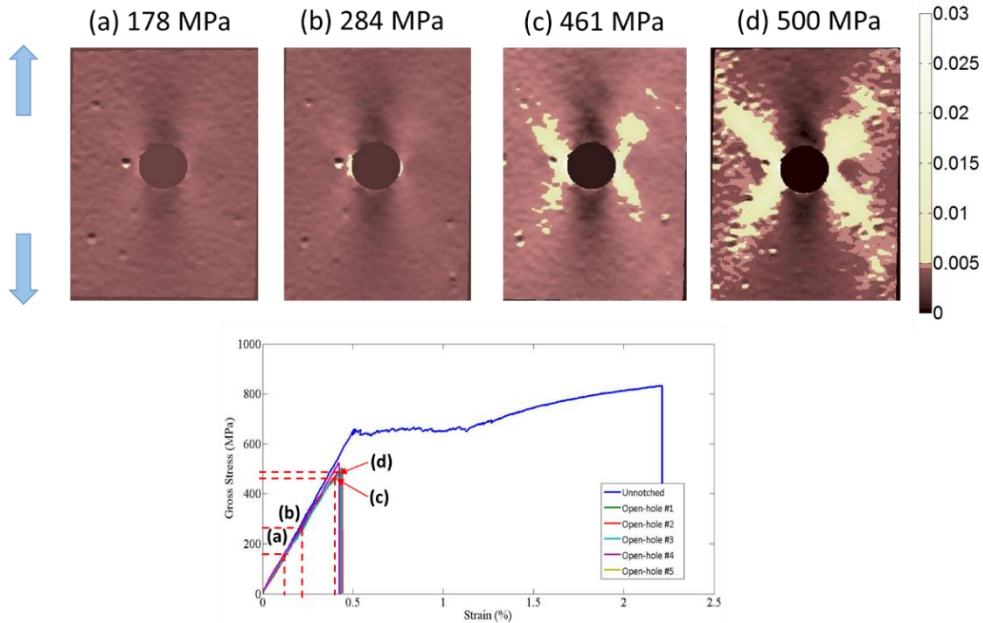 (a) 178 MPa (b) 284 MPa (c) 461 MPa (d) 500 MPa
0.03
0.025
0.02
0.015
0.01
0.005
0
1000
800
600
400
200
0
Gross Stress (MPa)
(d)
(c)
(b)
(a)
Unnotched
Open-hole #1
Open-hole #2
Open-hole #3
Open-hole #4
Open-hole #5
0 0.5 1 1.5 2 2.5
Strain (%)